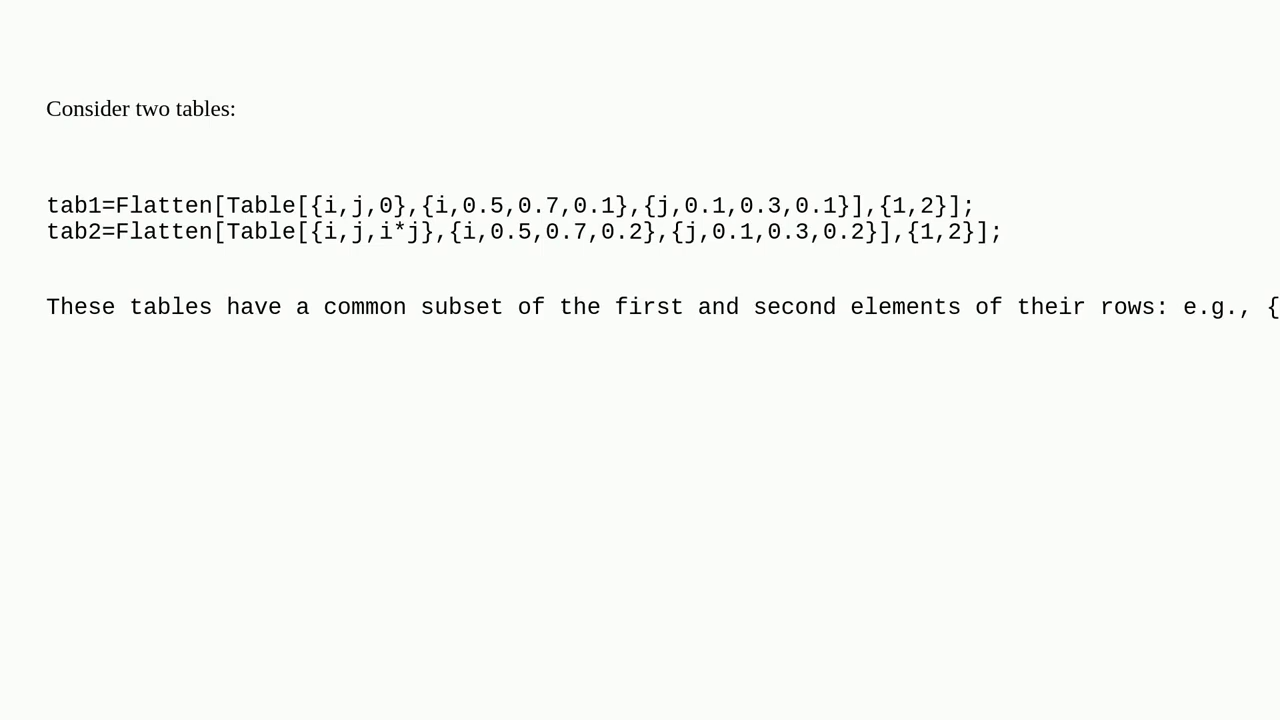 Consider two tables:
tab1=Flatten[Table[{i,j,0},{i,0.5,0.7,0.1},{j,0.1,0.3,0.1}],{1,2}];
tab2=Flatten[Table[{i,j,i*j},{i,0.5,0.7,0.2},{j,0.1,0.3,0.2}],{1,2}];
These tables have a common subset of the first and second elements of their rows: e.g., {